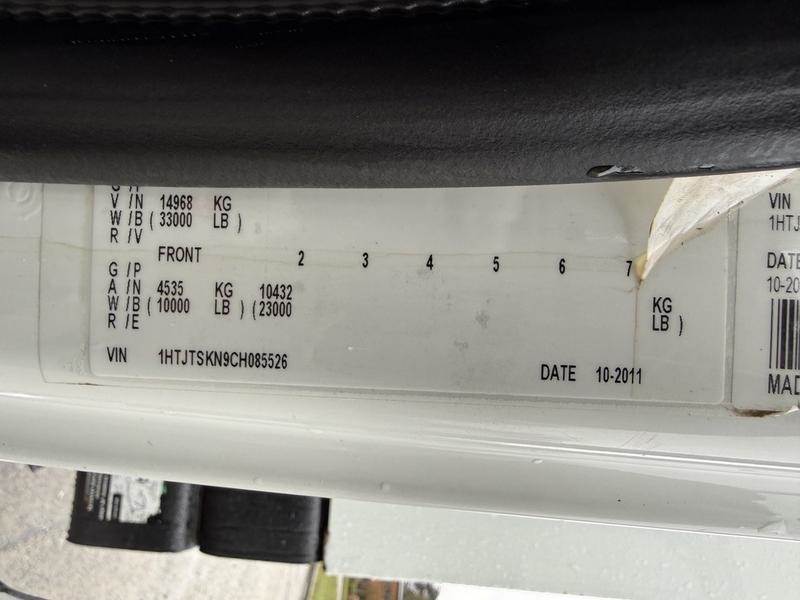 G /P
V /N 14968 KG
W /B ( 33000 LB )
R /V
FRONT 2 3 4 5 6 7
G /P
A /N 4535 KG 10432 KG
W /B ( 10000 LB ) ( 23000 LB )
R /E
VIN 1HTJTSKN9CH085526 DATE 10-2011
VIN
1HTJ
DATE
10-20
MAD